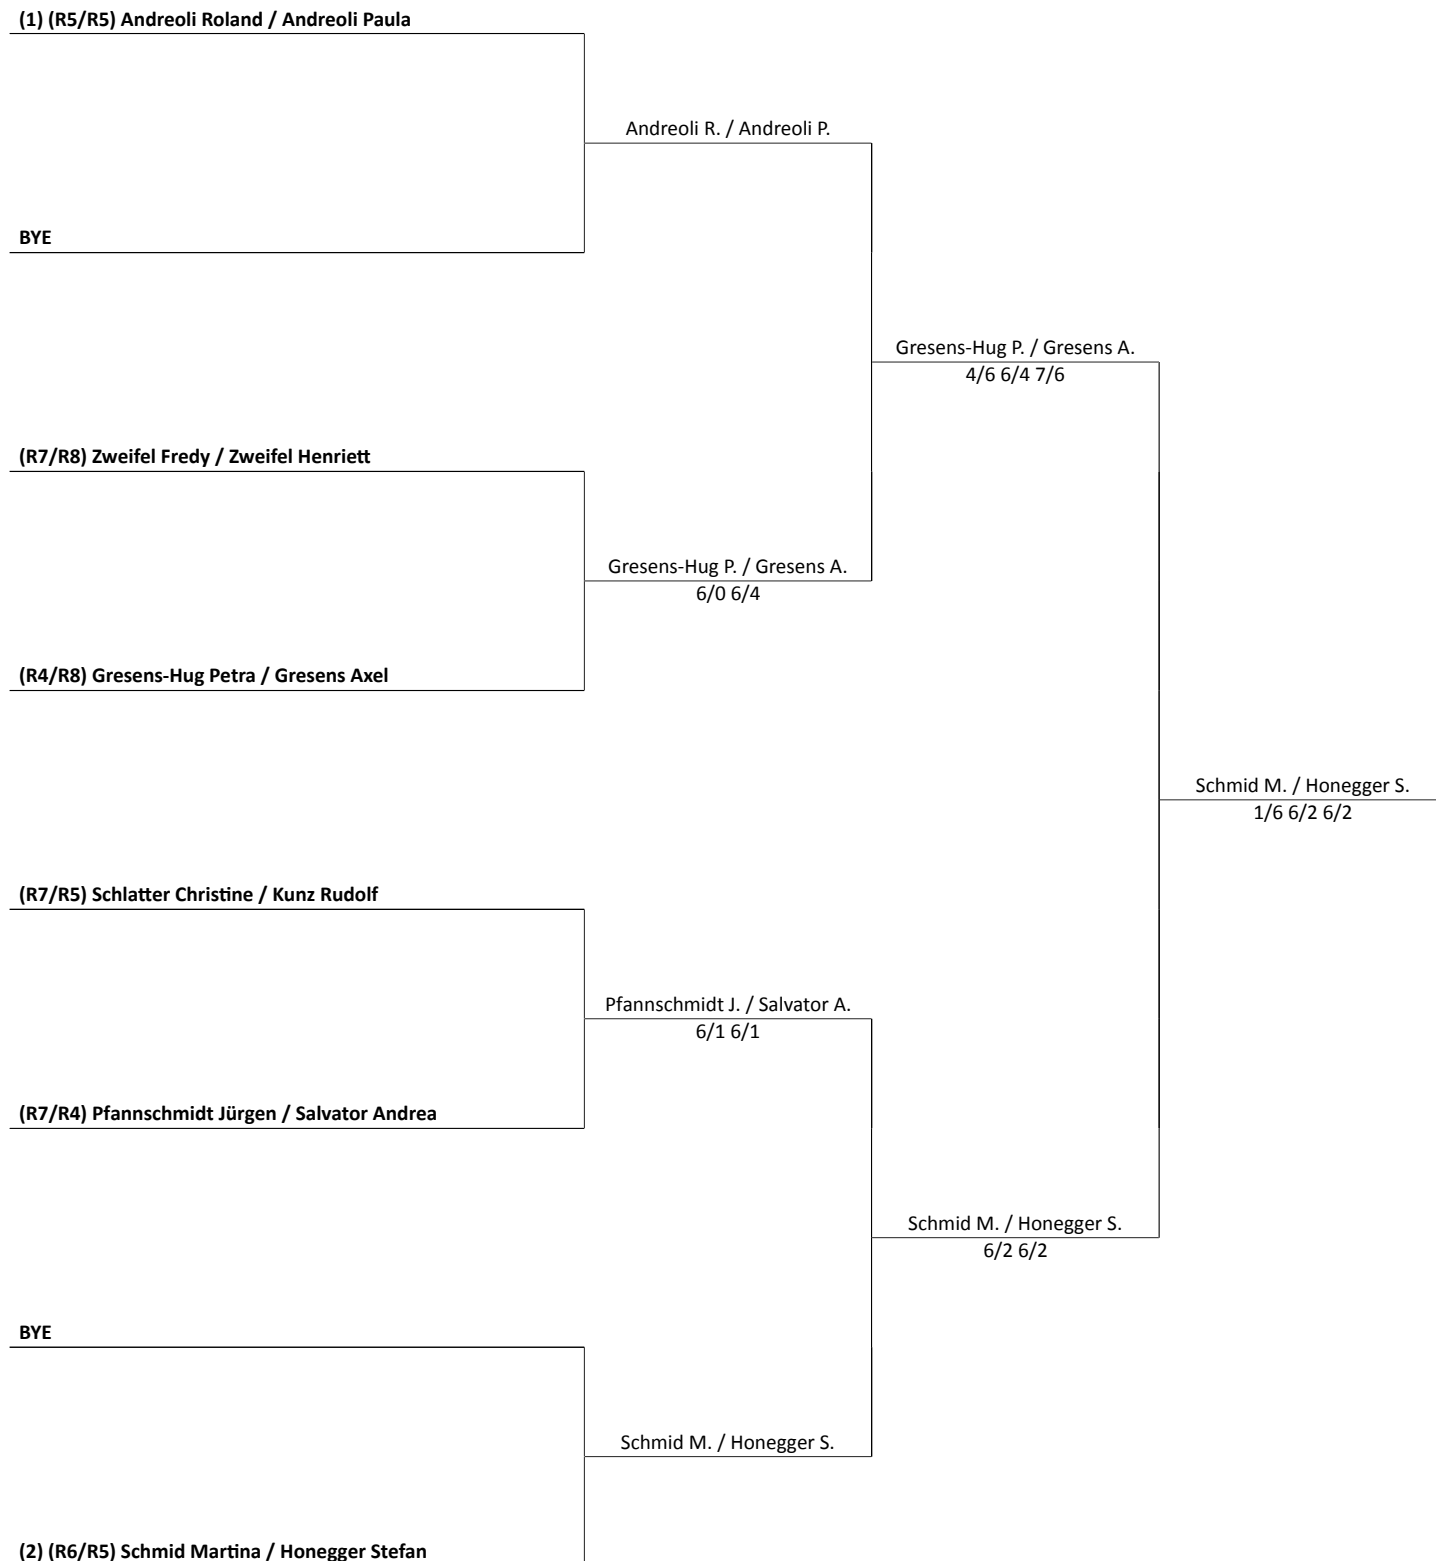 (1) (R5/R5) Andreoli Roland / Andreoli Paula
Andreoli R. / Andreoli P.
BYE
Gresens-Hug P. / Gresens A.
4/6 6/4 7/6
(R7/R8) Zweifel Fredy / Zweifel Henriett
Gresens-Hug P. / Gresens A.
6/0 6/4
(R4/R8) Gresens-Hug Petra / Gresens Axel
Schmid M. / Honegger S.
1/6 6/2 6/2
(R7/R5) Schlatter Christine / Kunz Rudolf
Pfannschmidt J. / Salvator A.
6/1 6/1
(R7/R4) Pfannschmidt Jürgen / Salvator Andrea
Schmid M. / Honegger S.
6/2 6/2
BYE
Schmid M. / Honegger S.
(2) (R6/R5) Schmid Martina / Honegger Stefan